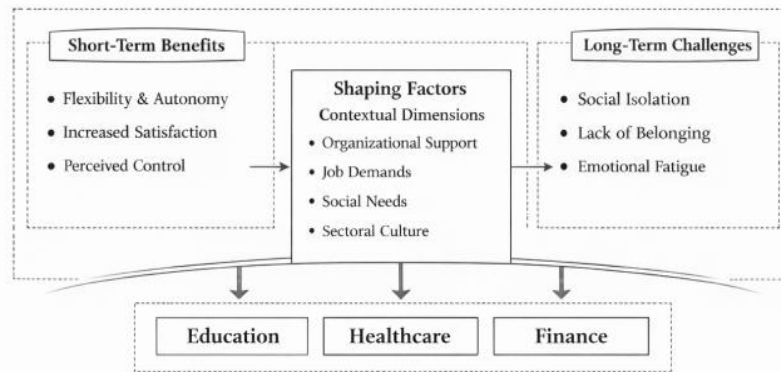 Short-Term Benefits
• Flexibility & Autonomy
• Increased Satisfaction
• Perceived Control
Shaping Factors
Contextual Dimensions
• Organizational Support
• Job Demands
• Social Needs
• Sectoral Culture
Long-Term Challenges
• Social Isolation
• Lack of Belonging
• Emotional Fatigue
Education
Healthcare
Finance